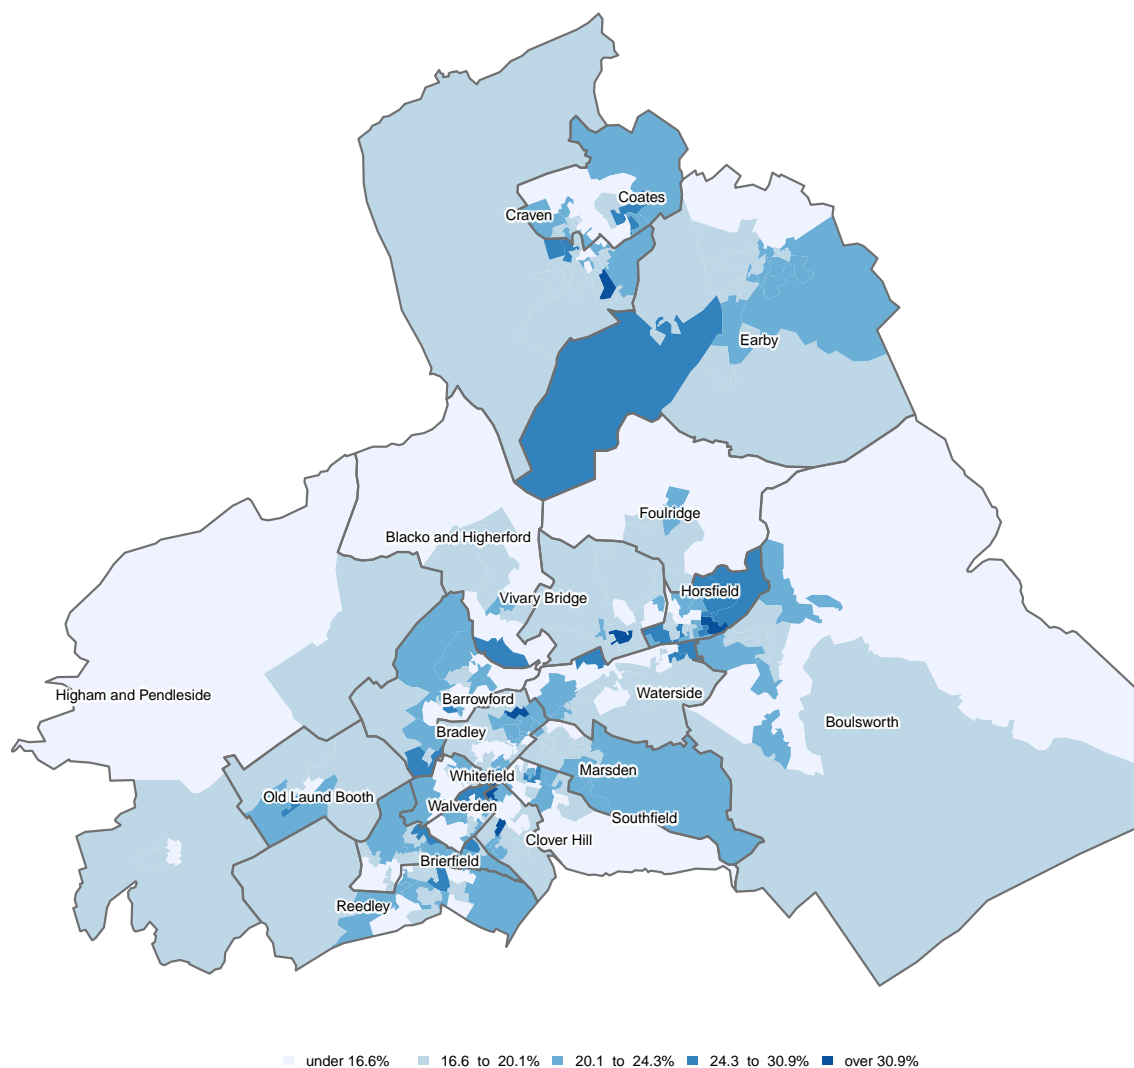 Coates
Craven
Earby
Foulridge
Blacko and Higherford
Horsfield
Vivary Bridge
Higham and Pendleside
Waterside
Barrowford
Boulsworth
Bradley
Marsden
Whitefield
Old Laund Booth
Walverden
Southfield
Clover Hill
Brierfield
Reedley
under 16.6% 16.6 to 20.1% 20.1 to 24.3% 24.3 to 30.9% over 30.9%